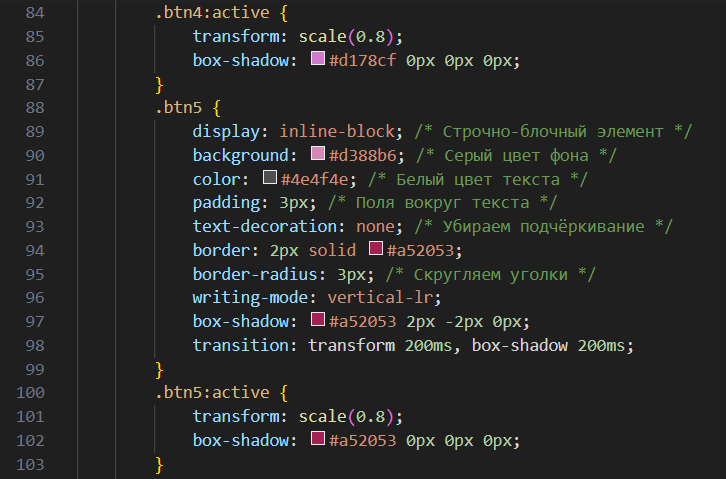 84 .btn4:active {
85 transform: scale(0.8);
86 box-shadow: #d178cf 0px 0px 0px;
87 }
88 .btn5 {
89 display: inline-block; /* Строчно-блочный элемент */
90 background: #d388b6; /* Серый цвет фона */
91 color: #4e4f4e; /* Белый цвет текста */
92 padding: 3px; /* Поля вокруг текста */
93 text-decoration: none; /* Убираем подчёркивание */
94 border: 2px solid #a52053;
95 border-radius: 3px; /* Скругляем уголки */
96 writing-mode: vertical-lr;
97 box-shadow: #a52053 2px -2px 0px;
98 transition: transform 200ms, box-shadow 200ms;
99 }
100 .btn5:active {
101 transform: scale(0.8);
102 box-shadow: #a52053 0px 0px 0px;
103 }